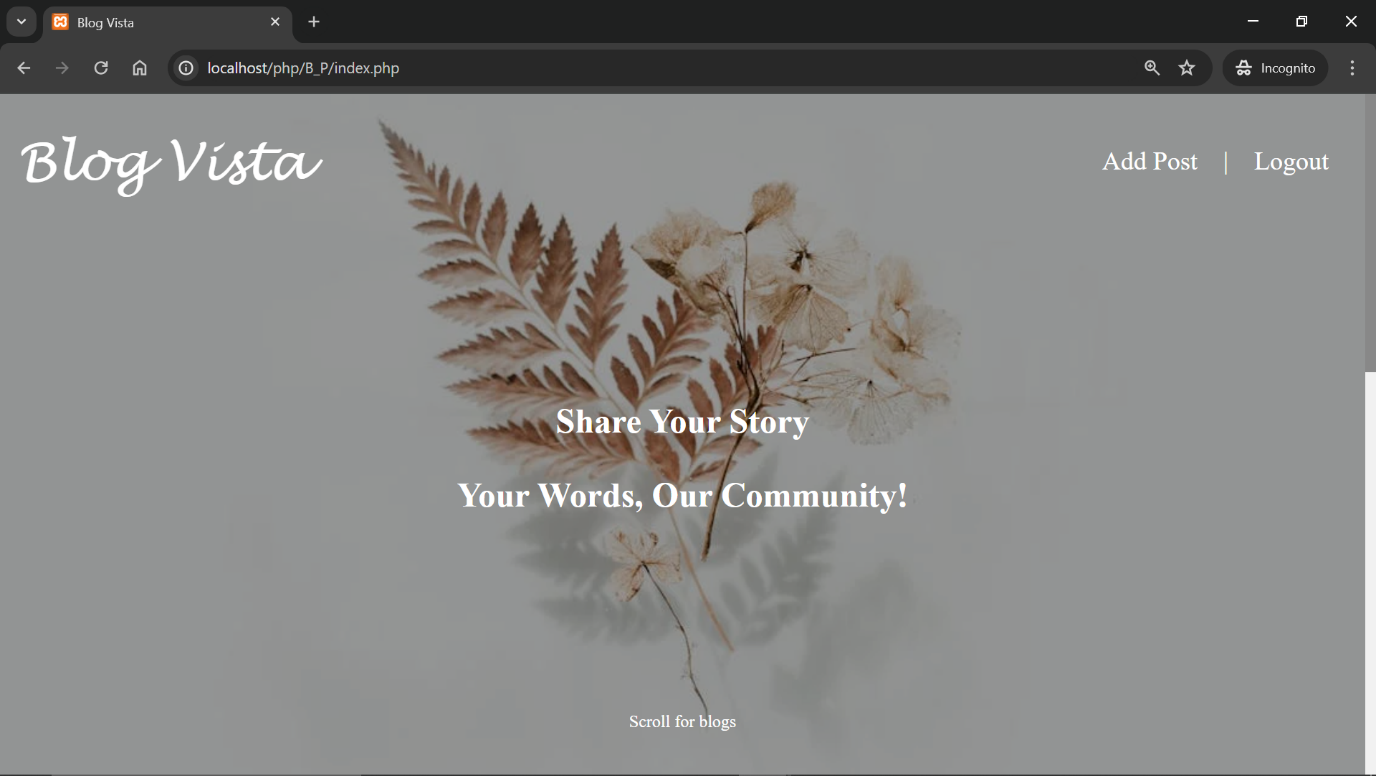 Blog Vista
localhost/php/B_P/index.php
Incognito
Blog Vista
Add Post | Logout
Share Your Story
Your Words, Our Community!
Scroll for blogs